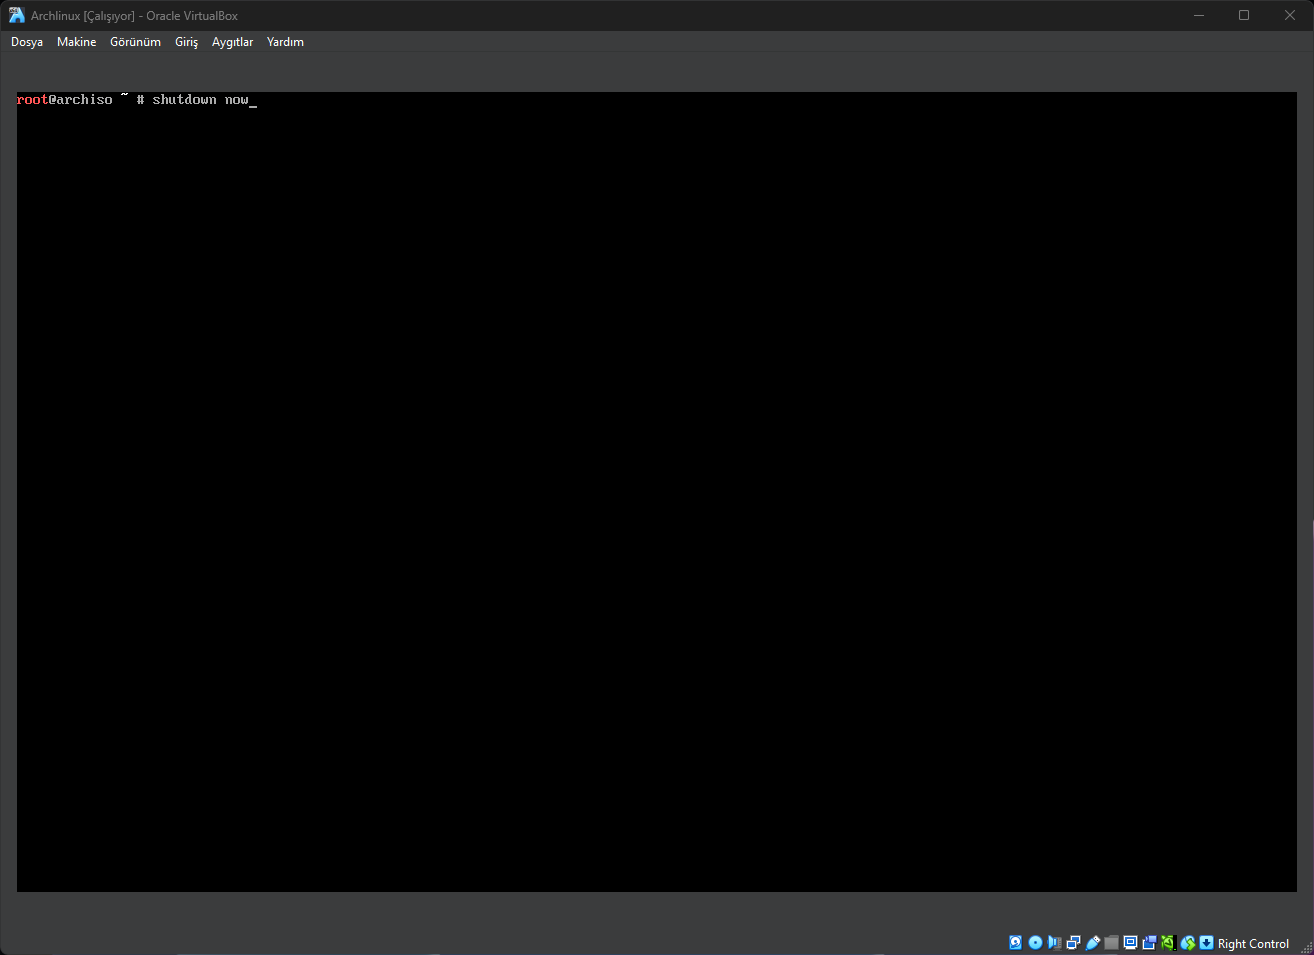 Archlinux [Çalışıyor] - Oracle VirtualBox
Dosya Makine Görünüm Giriş Aygıtlar Yardım
root@archiso ~ # shutdown now_
Right Control